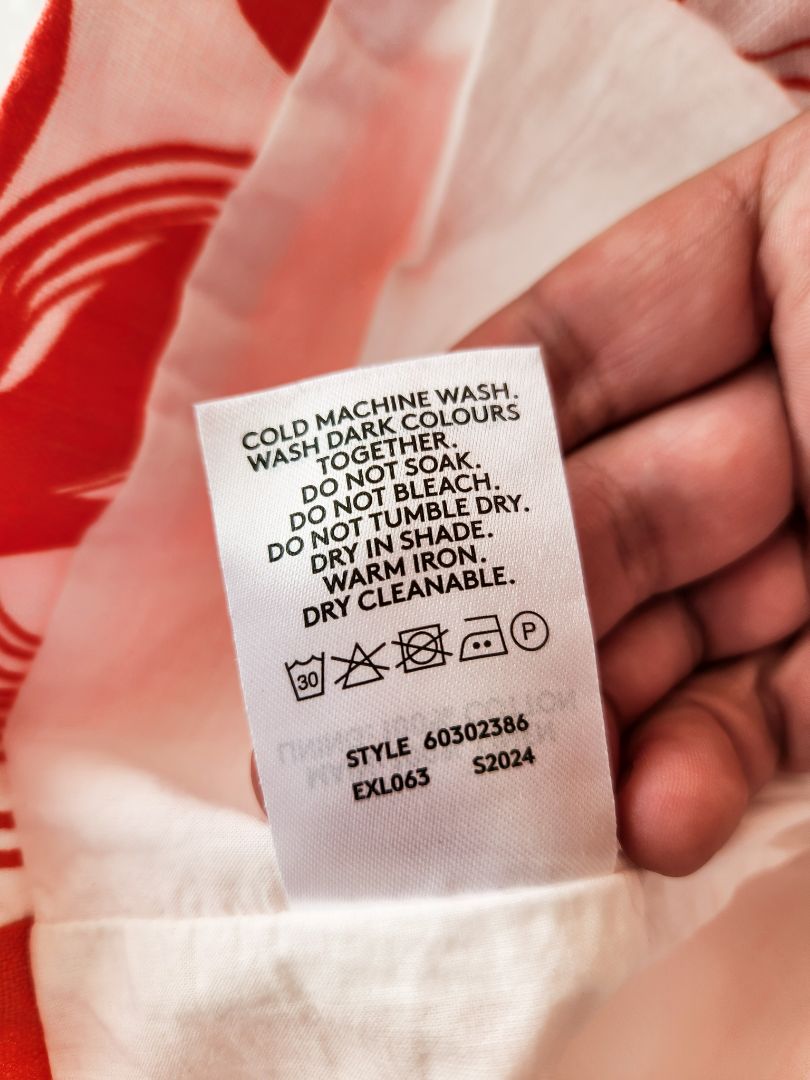 COLD MACHINE WASH.
WASH DARK COLOURS
TOGETHER.
DO NOT SOAK.
DO NOT BLEACH.
DO NOT TUMBLE DRY.
DRY IN SHADE.
WARM IRON.
DRY CLEANABLE.
30 P
STYLE 60302386
EXL063 S2024